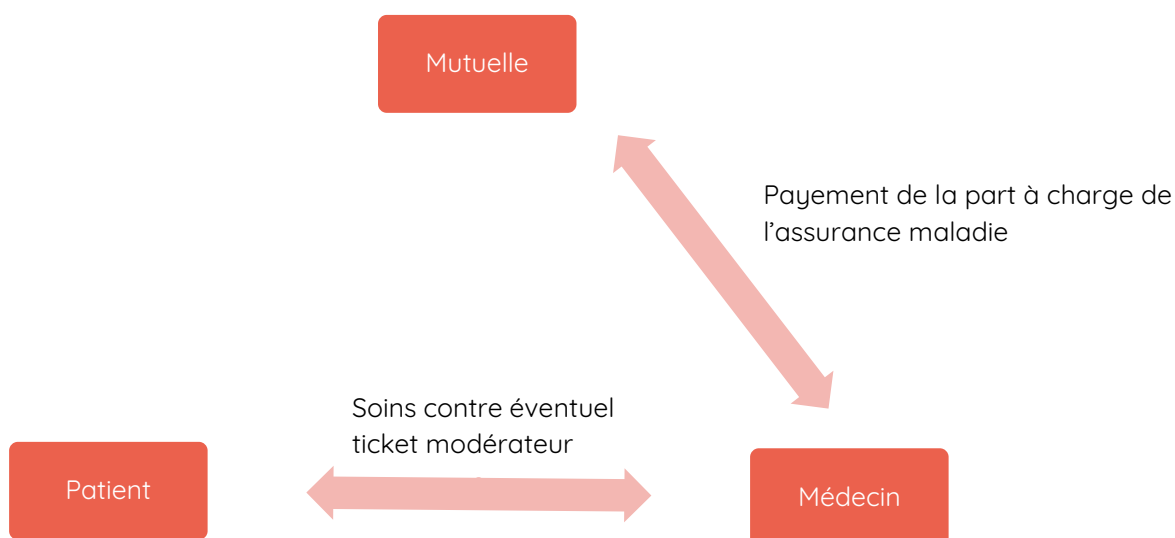 Mutuelle
Payement de la part à charge de
l’assurance maladie
Soins contre éventuel
ticket modérateur
Patient
Médecin